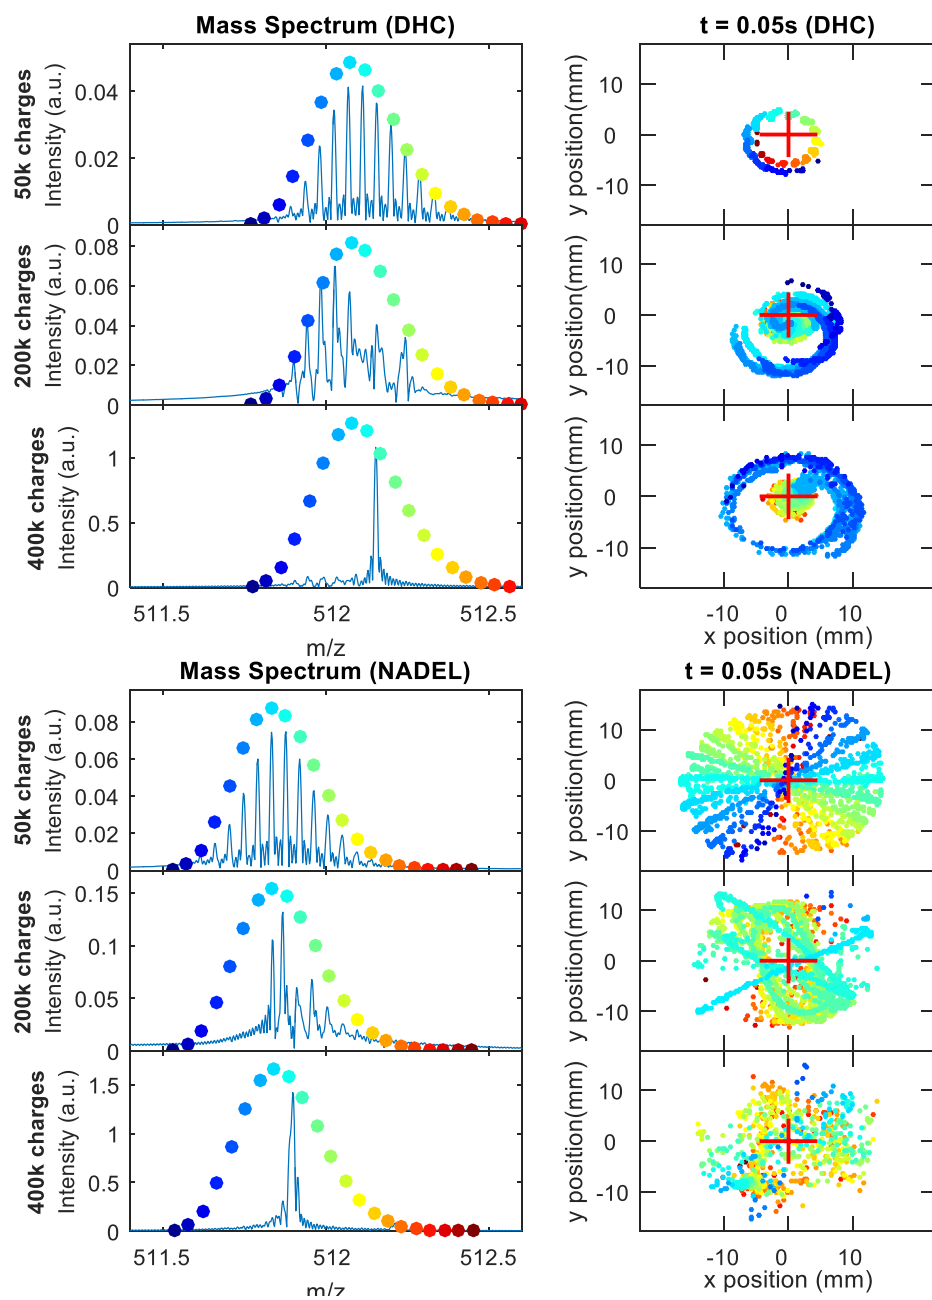 Mass Spectrum (DHC)
t = 0.05s (DHC)
50k charges
Intensity (a.u.)
0.04
0.02
0
y position(mm)
10
0
-10
200k charges
Intensity (a.u.)
0.08
0.06
0.04
0.02
0
y position(mm)
10
0
-10
400k charges
Intensity (a.u.)
1
0.5
0
y position(mm)
10
0
-10
511.5
512
512.5
m/z
-10
0
10
x position (mm)
Mass Spectrum (NADEL)
t = 0.05s (NADEL)
50k charges
Intensity (a.u.)
0.08
0.06
0.04
0.02
0
y position(mm)
10
0
-10
200k charges
Intensity (a.u.)
0.15
0.1
0.05
0
y position(mm)
10
0
-10
400k charges
Intensity (a.u.)
1.5
1
0.5
0
y position(mm)
10
0
-10
511.5
512
512.5
m/z
-10
0
10
x position (mm)